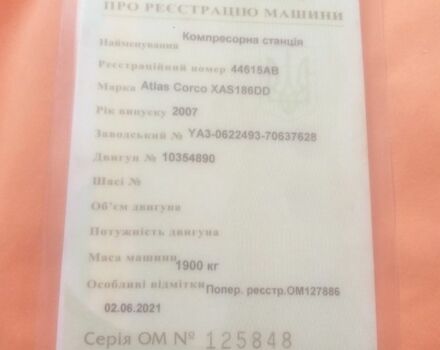 ПРО РЕЄСТРАЦІЮ МАШИНИ
Найменування Компресорна станція
Реєстраційний номер 44615АВ
Марка Atlas Corco XAS186DD
Рік випуску 2007
Заводський № YA3-0622493-70637628
Двигун № 10354890
Шасі №
Об'єм двигуна
Потужність двигуна
Маса машини 1900 кг
Особливі відмітки Попер. реєстр.ОМ127886
02.06.2021
Серія ОМ № 125848